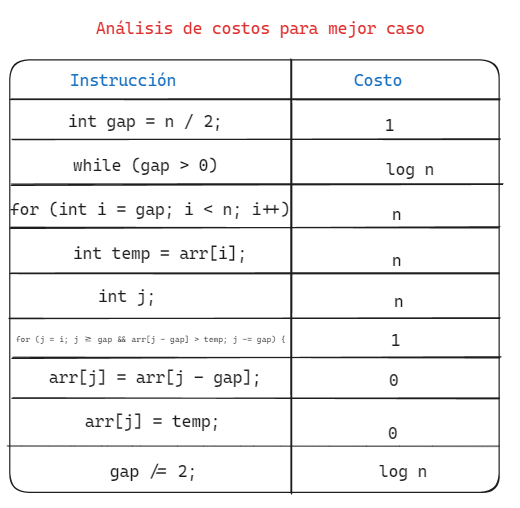 Análisis de costos para mejor caso
Instrucción Costo
int gap = n / 2; 1
while (gap > 0) log n
for (int i = gap; i < n; i++) n
int temp = arr[i]; n
int j; n
for (j = i; j >= gap && arr[j - gap] > temp; j -= gap) { 1
arr[j] = arr[j - gap]; 0
arr[j] = temp; 0
gap /= 2; log n